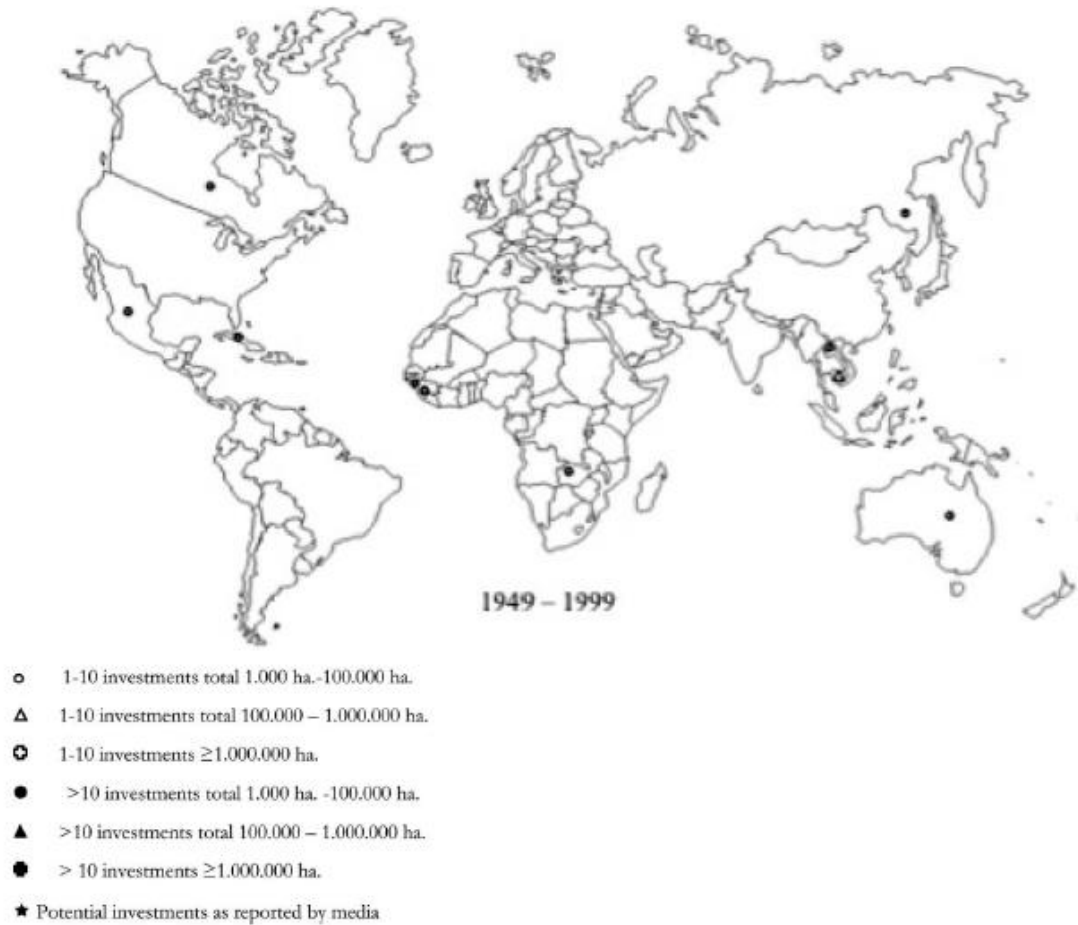 1949 – 1999
1-10 investments total 1.000 ha.-100.000 ha.
1-10 investments total 100.000 – 1.000.000 ha.
1-10 investments ≥1.000.000 ha.
>10 investments total 1.000 ha. -100.000 ha.
>10 investments total 100.000 – 1.000.000 ha.
> 10 investments ≥1.000.000 ha.
Potential investments as reported by media